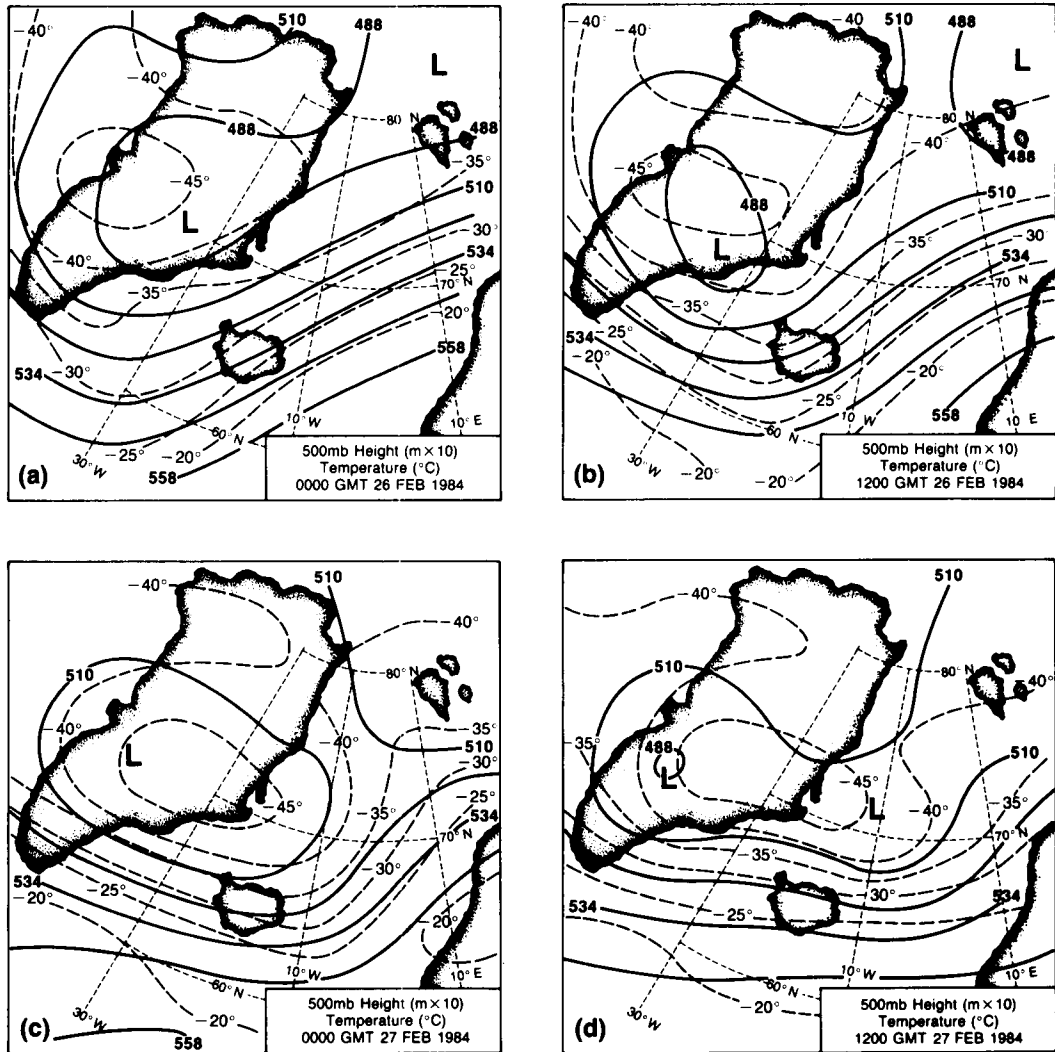 −40°
510
488
L
−40°
80° N
488
488
−35°
−45°
510
L
−30°
−40°
534
−25°
−35°
70° N
−20°
534
−30°
558
10° W
60° N
−25°
−20°
10° E
30° W
558
(a)
500mb Height (m × 10)
Temperature (°C)
0000 GMT 26 FEB 1984
−40
510
488
−40°
L
80° N
−40°
488
−45°
510
488
−35°
L
−30°
−40°
534
−35°
−25°
70° N
−25°
534
−20°
−20°
−25°
558
60° N
10° W
10° E
30° W
−20°
−20°
(b)
500mb Height (m × 10)
Temperature (°C)
1200 GMT 26 FEB 1984
−40°
510
−40°
80° N
510
−40°
−40°
−35°
510
L
−30°
−45°
−25°
−35°
534
70° N
534
−25°
−30°
−20°
−20°
10° W
10° E
60° N
30° W
−20°
558
(c)
500mb Height (m × 10)
Temperature (°C)
0000 GMT 27 FEB 1984
−40°
510
510
80° N
−40°
−35°
488
510
L
−45°
−40°
−35°
L
70° N
−35°
−30°
534
534
−25°
10° W
10° E
60° N
30° W
−20°
(d)
500mb Height (m × 10)
Temperature (°C)
1200 GMT 27 FEB 1984